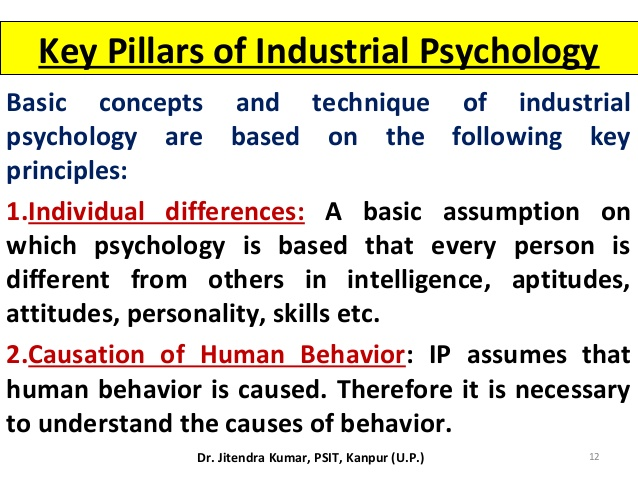 Key Pillars of Industrial Psychology
Basic concepts and technique of industrial
psychology are based on the following key
principles:
1.Individual differences: A basic assumption on
which psychology is based that every person is
different from others in intelligence, aptitudes,
attitudes, personality, skills etc.
2.Causation of Human Behavior: IP assumes that
human behavior is caused. Therefore it is necessary
to understand the causes of behavior.
Dr. Jitendra Kumar, PSIT, Kanpur (U.P.)
12